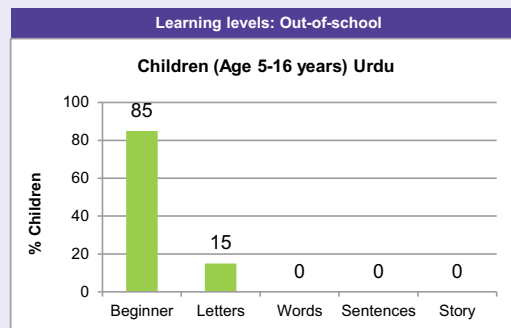 Learning levels: Out-of-school
Children (Age 5-16 years) Urdu
% Children
100
80
60
40
20
0
85
15
0
0
0
Beginner Letters Words Sentences Story